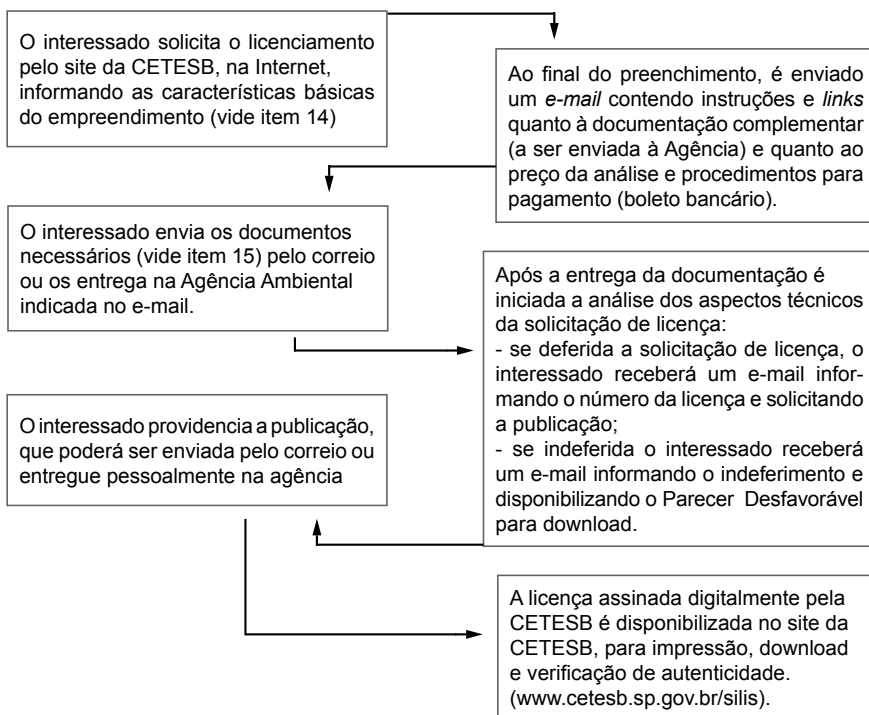 O interessado solicita o licenciamento
pelo site da CETESB, na Internet,
informando as características básicas
do empreendimento (vide item 14)
Ao final do preenchimento, é enviado
um e-mail contendo instruções e links
quanto à documentação complementar
(a ser enviada à Agência) e quanto ao
preço da análise e procedimentos para
pagamento (boleto bancário).
O interessado envia os documentos
necessários (vide item 15) pelo correio
ou os entrega na Agência Ambiental
indicada no e-mail.
Após a entrega da documentação é
iniciada a análise dos aspectos técnicos
da solicitação de licença:
- se deferida a solicitação de licença, o
interessado receberá um e-mail infor-
mando o número da licença e solicitando
a publicação;
- se indeferida o interessado receberá
um e-mail informando o indeferimento e
disponibilizando o Parecer Desfavorável
para download.
O interessado providencia a publicação,
que poderá ser enviada pelo correio ou
entregue pessoalmente na agência
A licença assinada digitalmente pela
CETESB é disponibilizada no site da
CETESB, para impressão, download
e verificação de autenticidade.
(www.cetesb.sp.gov.br/silis).